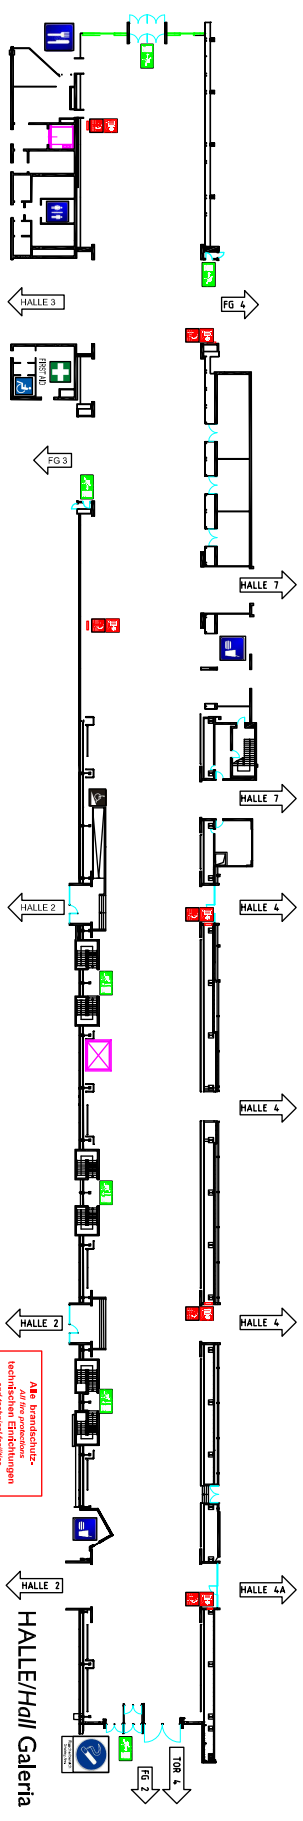 HALLE 3
FG 4
FIRST AID
FG 3
HALLE 7
HALLE 7
HALLE 2
HALLE 4
HALLE 4
HALLE 2
HALLE 4
Alle brandschutz-
All fire protections
technischen Einrichtungen
HALLE 2
HALLE 4A
HALLE/Hall Galeria
FG 2
TOR 4